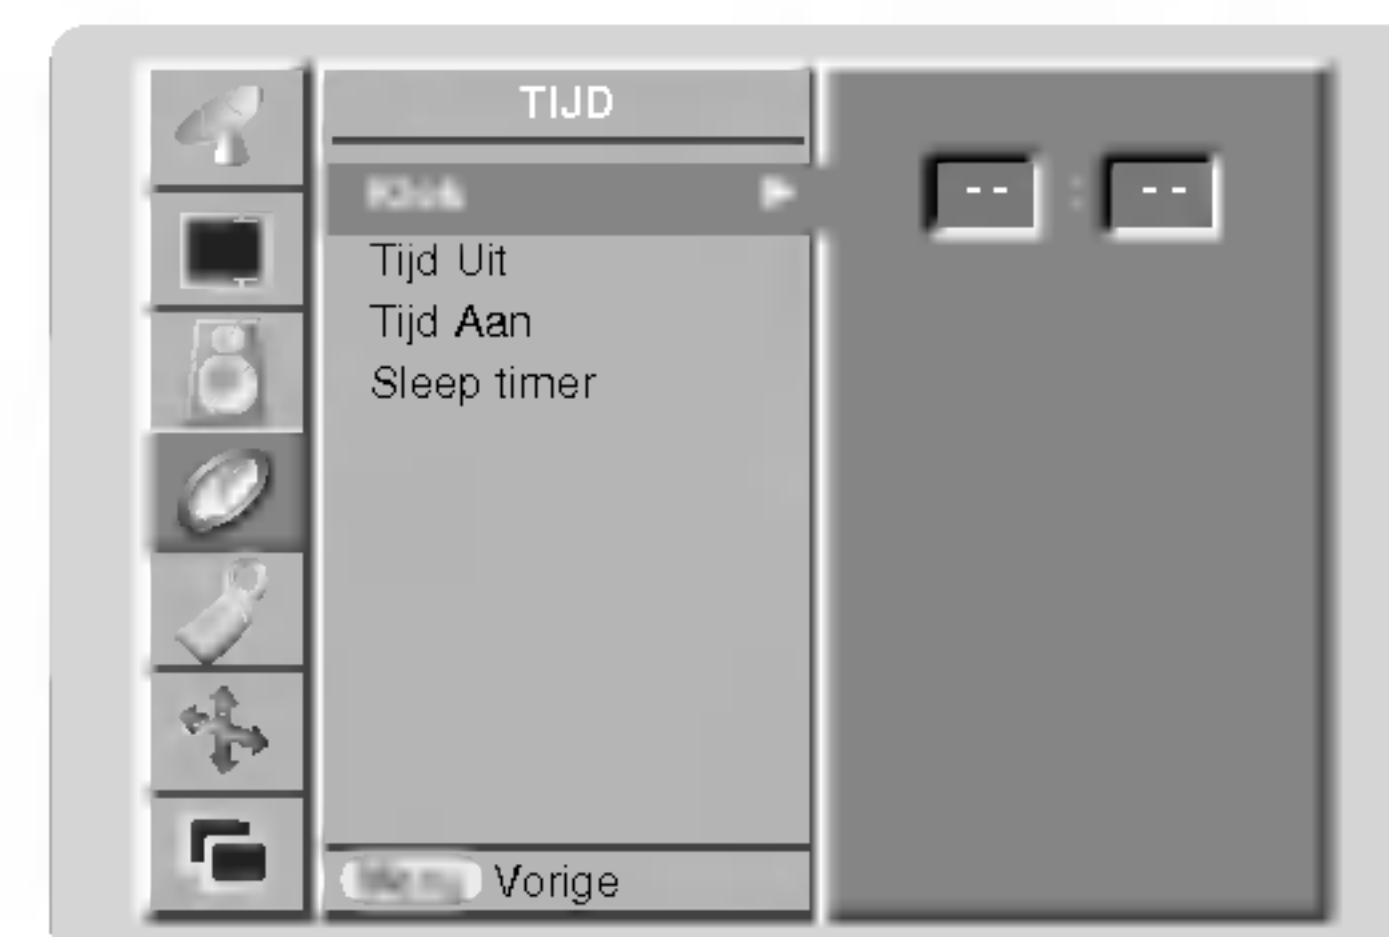 TIJD
-- : --
Tijd Uit
Tijd Aan
Sleep timer
Vorige